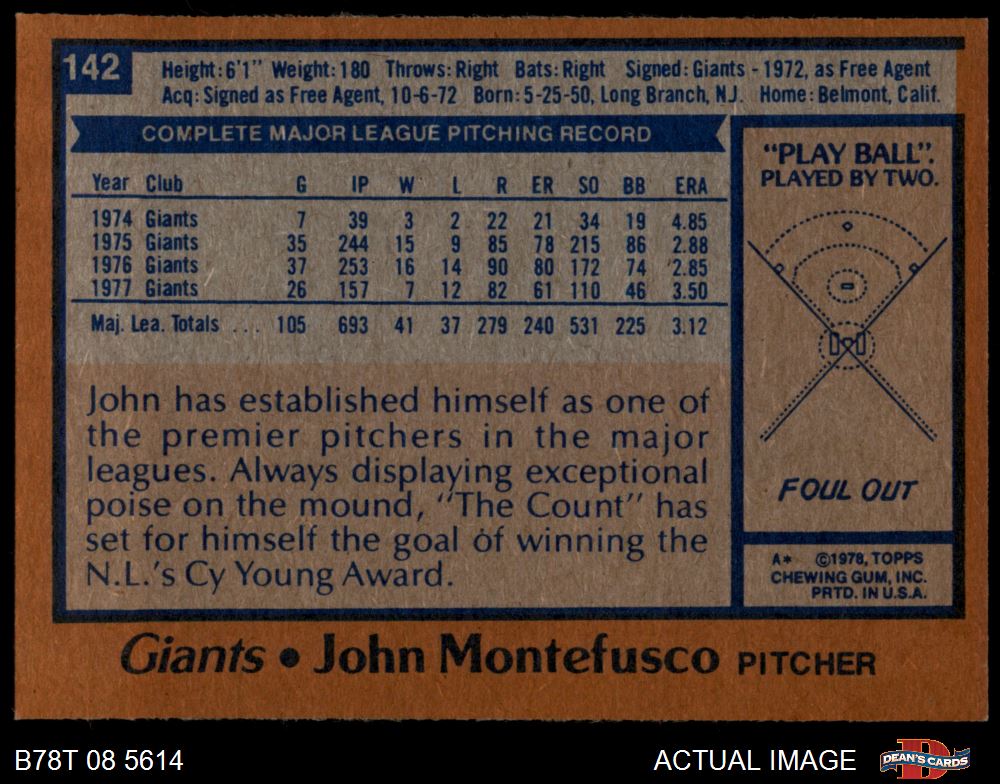 142
Height: 6'1" Weight: 180 Throws: Right Bats: Right Signed: Giants - 1972, as Free Agent
Acq: Signed as Free Agent, 10-6-72 Born: 5-25-50, Long Branch, NJ. Home: Belmont, Calif.
COMPLETE MAJOR LEAGUE PITCHING RECORD
Year Club G IP W L R ER SO BB ERA
1974 Giants 7 39 3 2 22 21 34 19 4.85
1975 Giants 35 244 15 9 85 78 215 86 2.88
1976 Giants 37 253 16 14 90 80 172 74 2.85
1977 Giants 26 157 7 12 82 61 110 46 3.50
Maj. Lea. Totals ... 105 693 41 37 279 240 531 225 3.12
John has established himself as one of
the premier pitchers in the major
leagues. Always displaying exceptional
poise on the mound, "The Count" has
set for himself the goal of winning the
N.L.'s Cy Young Award.
"PLAY BALL".
PLAYED BY TWO.
FOUL OUT
A* ©1978, TOPPS
CHEWING GUM, INC.
PRTD. IN U.S.A.
Giants • John Montefusco PITCHER
B78T 08 5614
ACTUAL IMAGE
DEAN'S CARDS